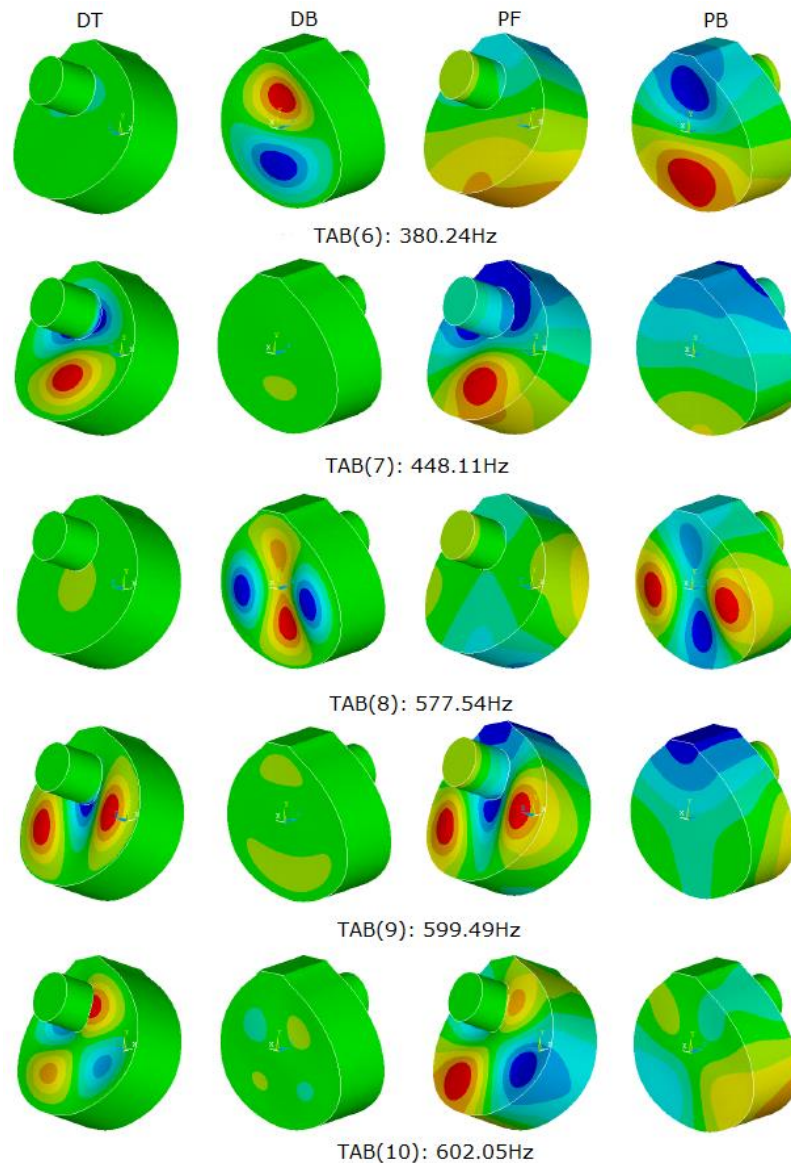 DT DB PF PB
TAB(6): 380.24Hz
TAB(7): 448.11Hz
TAB(8): 577.54Hz
TAB(9): 599.49Hz
TAB(10): 602.05Hz